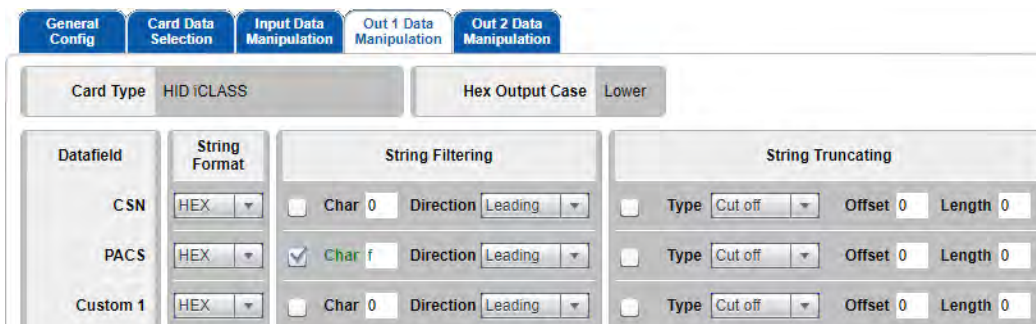 General Config
Card Data Selection
Input Data Manipulation
Out 1 Data Manipulation
Out 2 Data Manipulation
Card Type HID iCLASS Hex Output Case Lower
Datafield String Format String Filtering String Truncating
CSN HEX Char 0 Direction Leading Type Cut off Offset 0 Length 0
PACS HEX Char f Direction Leading Type Cut off Offset 0 Length 0
Custom 1 HEX Char 0 Direction Leading Type Cut off Offset 0 Length 0